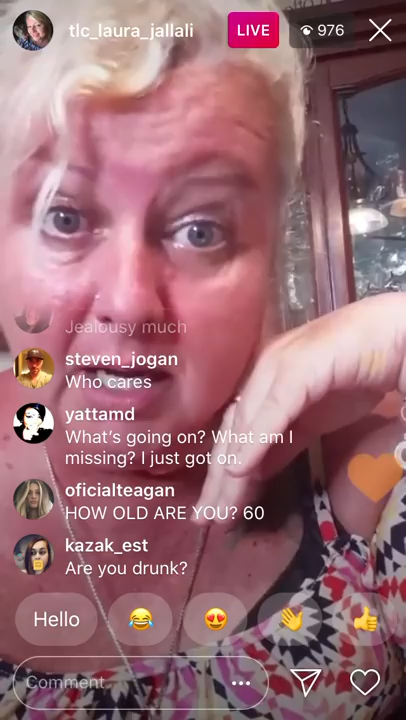 tlc_laura_jallali
LIVE
976
Jealousy much
steven_jogan
Who cares
yattamd
What's going on? What am I
missing? I just got on.
oficialteagan
HOW OLD ARE YOU? 60
kazak_est
Are you drunk?
Hello
Comment